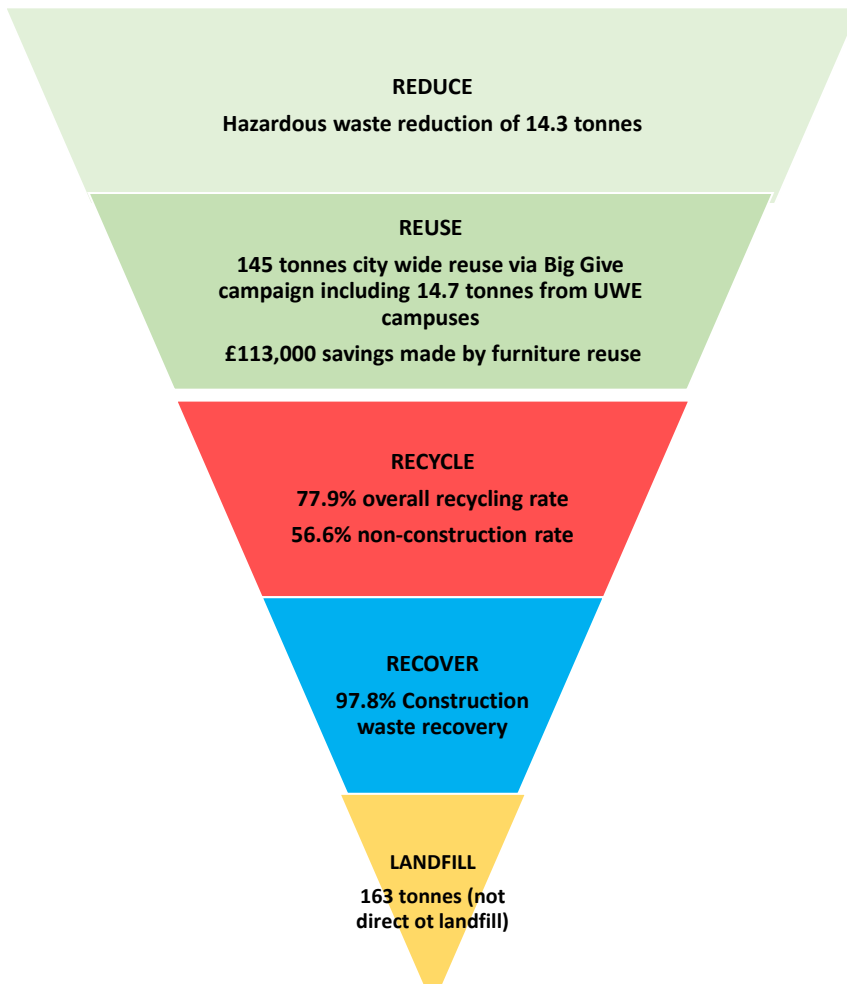 REDUCE
Hazardous waste reduction of 14.3 tonnes
REUSE
145 tonnes city wide reuse via Big Give
campaign including 14.7 tonnes from UWE
campuses
£113,000 savings made by furniture reuse
RECYCLE
77.9% overall recycling rate
56.6% non-construction rate
RECOVER
97.8% Construction
waste recovery
LANDFILL
163 tonnes (not
direct ot landfill)